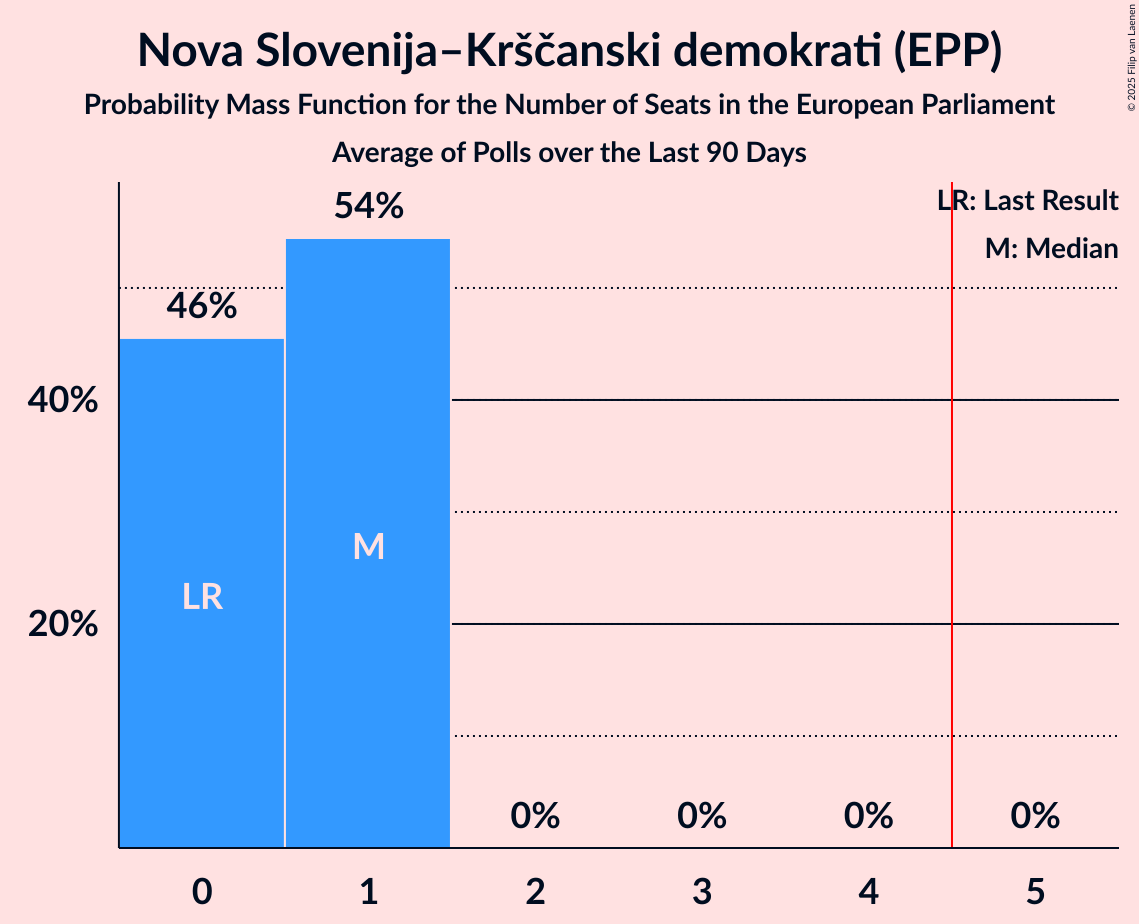 Nova Slovenija–Krščanski demokrati (EPP)
Probability Mass Function for the Number of Seats in the European Parliament
Average of Polls over the Last 90 Days
© 2025 Filip van Laenen
LR: Last Result
M: Median
54%
46%
40%
20%
LR
M
0%
0%
0%
0%
0
1
2
3
4
5